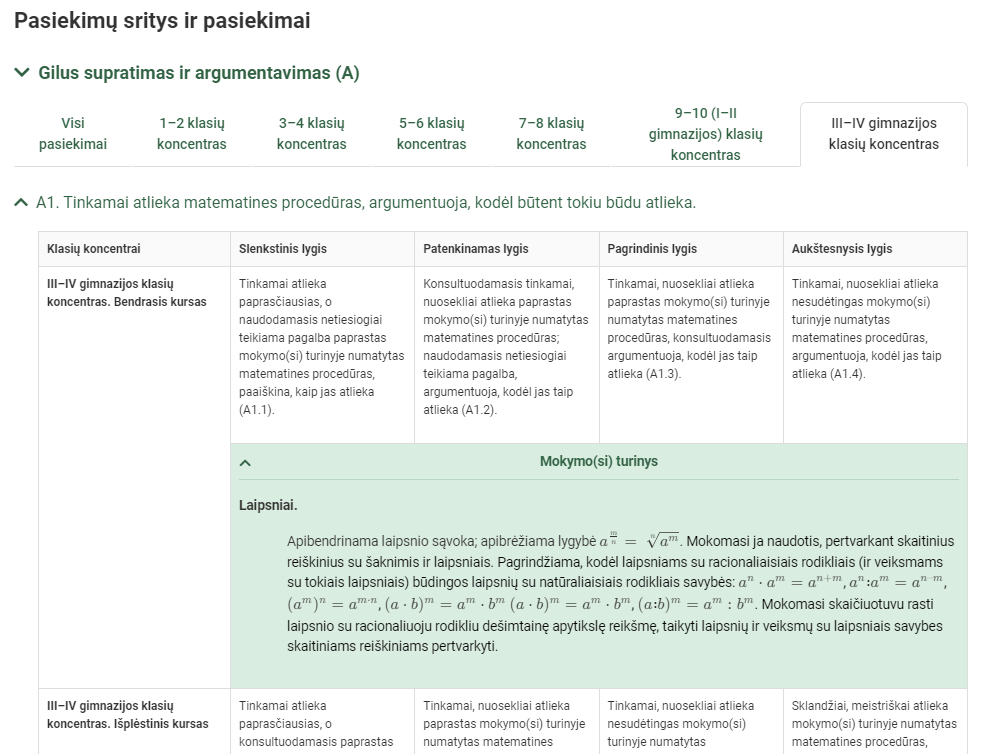 Pasiekimų sritys ir pasiekimai
Gilus supratimas ir argumentavimas (A)
Visi
pasiekimai
1–2 klasių
koncentras
3–4 klasių
koncentras
5–6 klasių
koncentras
7–8 klasių
koncentras
9–10 (I–II
gimnazijos) klasių
koncentras
III–IV gimnazijos
klasių koncentras
A1. Tinkamai atlieka matematines procedūras, argumentuoja, kodėl būtent tokiu būdu atlieka.
Klasių koncentrai
Slenkstinis lygis
Patenkinamas lygis
Pagrindinis lygis
Aukštesnysis lygis
III–IV gimnazijos klasių
koncentras. Bendrasis kursas
Tinkamai atlieka
paprasčiausias, o
naudodamasis netiesiogiai
teikiama pagalba paprastas
mokymo(si) turinyje numatytas
matematines procedūras,
paaiškina, kaip jas atlieka
(A1.1).
Konsultuodamasis tinkamai,
nuosekliai atlieka paprastas
mokymo(si) turinyje numatytas
matematines procedūras;
naudodamasis netiesiogiai
teikiama pagalba,
argumentuoja, kodėl jas taip
atlieka (A1.2).
Tinkamai, nuosekliai atlieka
paprastas mokymo(si) turinyje
numatytas matematines
procedūras, konsultuodamasis
argumentuoja, kodėl jas taip
atlieka (A1.3).
Tinkamai, nuosekliai atlieka
nesudėtingas mokymo(si)
turinyje numatytas
matematines procedūras,
argumentuoja, kodėl jas taip
atlieka (A1.4).
Mokymo(si) turinys
Laipsniai.
Apibendrinama laipsnio sąvoka; apibrėžiama lygybė $a^{\frac{m}{n}} = \sqrt[n]{a^m}$. Mokomasi ja naudotis, pertvarkant skaitinius
reiškinius su šaknimis ir laipsniais. Pagrindžiama, kodėl laipsniams su racionaliaisiais rodikliais (ir veiksmams
su tokiais laipsniais) būdingos laipsnių su natūraliaisiais rodikliais savybės: $a^n \cdot a^m = a^{n+m}$, $a^n : a^m = a^{n-m}$,
$(a^m)^n = a^{m \cdot n}$, $(a \cdot b)^m = a^m \cdot b^m$ $(a \cdot b)^m = a^m \cdot b^m$, $(a:b)^m = a^m : b^m$. Mokomasi skaičiuotuvu rasti
laipsnio su racionaliuoju rodikliu dešimtainę apytikslę reikšmę, taikyti laipsnių ir veiksmų su laipsniais savybes
skaitiniams reiškiniams pertvarkyti.
III–IV gimnazijos klasių
koncentras. Išplėstinis kursas
Tinkamai atlieka
paprasčiausias, o
konsultuodamasis paprastas
Tinkamai, nuosekliai atlieka
paprastas mokymo(si) turinyje
numatytas matematines
Tinkamai, nuosekliai atlieka
nesudėtingas mokymo(si)
turinyje numatytas
Sklandžiai, meistriškai atlieka
mokymo(si) turinyje numatytas
matematines procedūras,